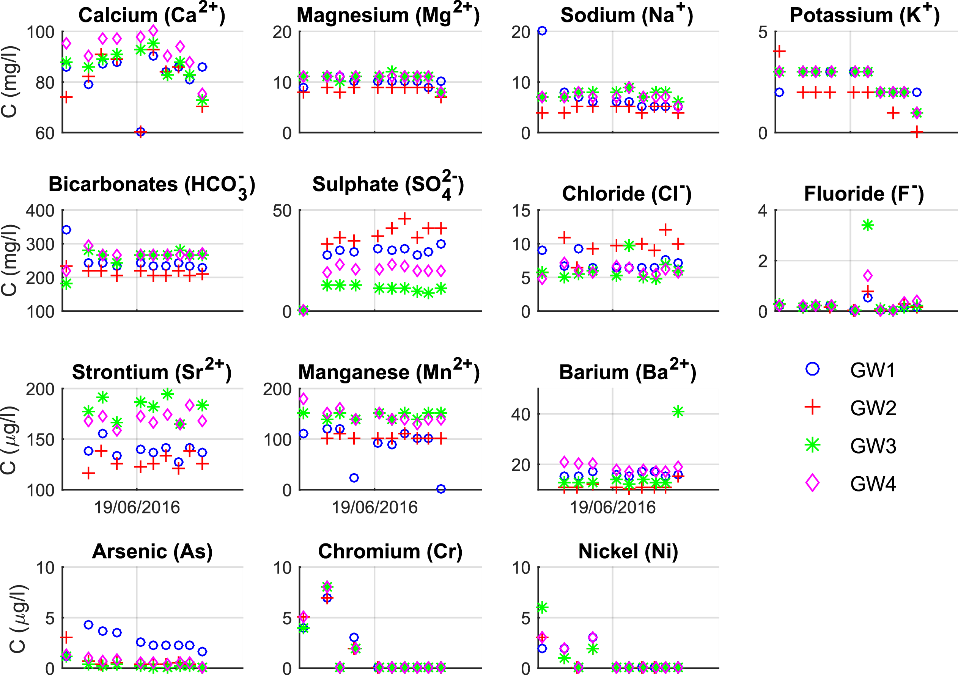 Calcium (Ca²⁺) Magnesium (Mg²⁺) Sodium (Na⁺) Potassium (K⁺)
C (mg/l)
100 80 60
20 10 0
20 15 10 5 0
5 0
Bicarbonates (HCO₃⁻) Sulphate (SO₄²⁻) Chloride (Cl⁻) Fluoride (F⁻)
C (mg/l)
400 300 200 100
50 0
15 10 5 0
4 2 0
Strontium (Sr²⁺) Manganese (Mn²⁺) Barium (Ba²⁺)
C (μg/l)
200 150 100
200 100 0
40 20
19/06/2016 19/06/2016 19/06/2016
GW1
GW2
GW3
GW4
Arsenic (As) Chromium (Cr) Nickel (Ni)
C (μg/l)
10 5 0
10 5 0
10 5 0